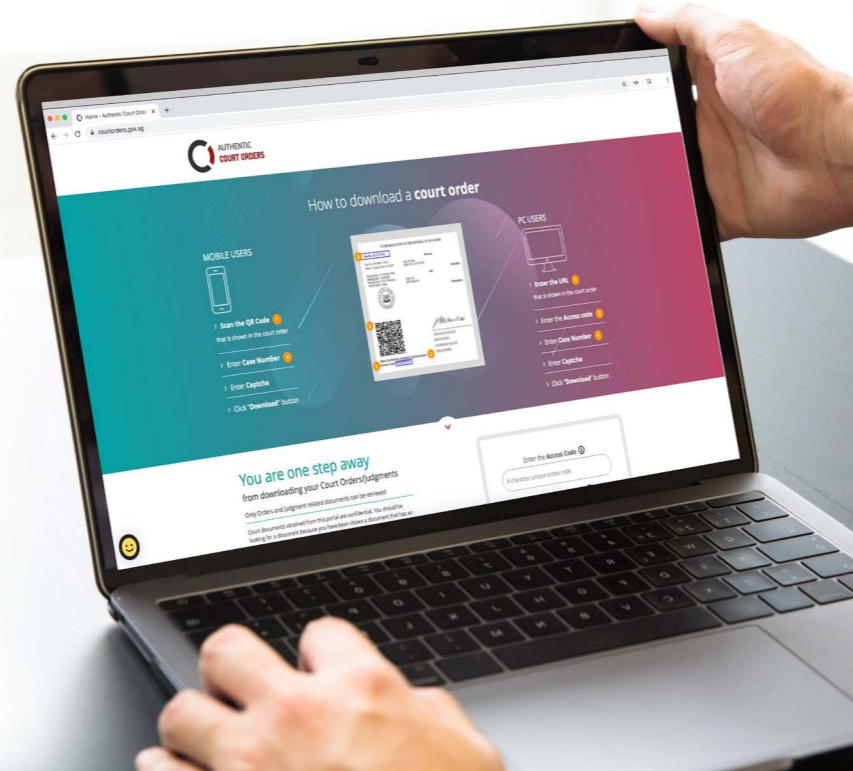 Home - Authentic Court Orders
courtorders.gov.sg
AUTHENTIC
COURT ORDERS
How to download a court order
MOBILE USERS
> Scan the QR Code
that is shown in the court order
> Enter Case Number
> Enter Captcha
> Click "Download" button
PC USERS
> Enter the URL
that is shown in the court order
> Enter the Access code
> Enter Case Number
> Enter Captcha
> Click "Download" button
You are one step away
from downloading your Court Orders/Judgments
Only Orders and Judgment related documents can be retrieved
Court documents obtained from this portal are confidential. You should be
looking for a document because you have been shown a document that has an
Enter the Access Code
9-character unique access code